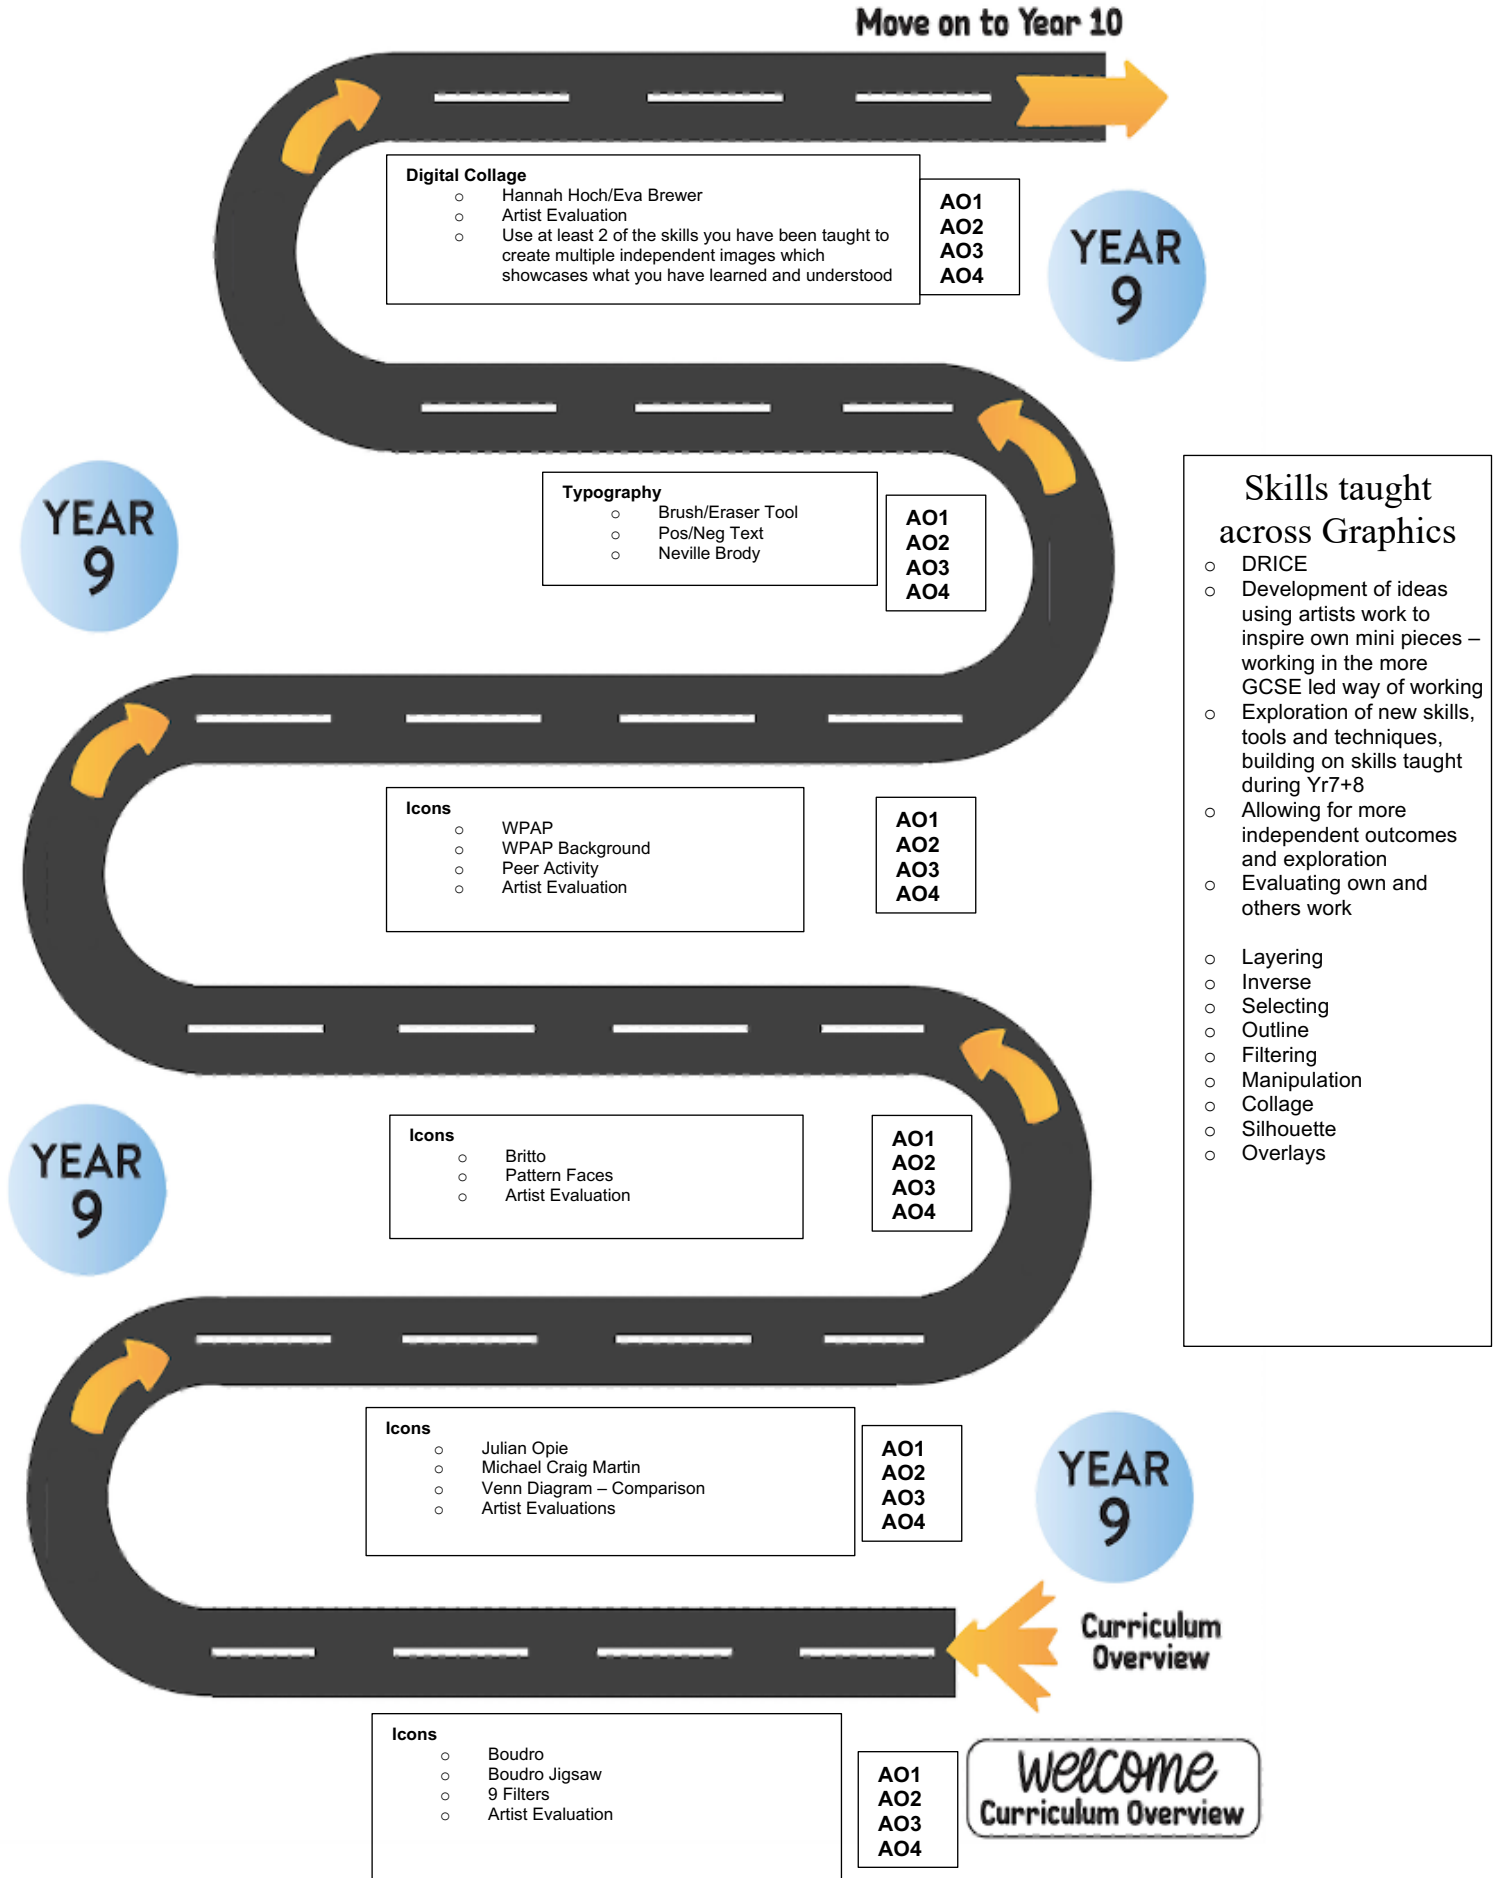 Move on to Year 10
Digital Collage
○ Hannah Hoch/Eva Brewer
○ Artist Evaluation
○ Use at least 2 of the skills you have been taught to
create multiple independent images which
showcases what you have learned and understood
AO1
AO2
AO3
AO4
YEAR
9
Typography
○ Brush/Eraser Tool
○ Pos/Neg Text
○ Neville Brody
AO1
AO2
AO3
AO4
YEAR
9
Skills taught
across Graphics
○ DRICE
○ Development of ideas
using artists work to
inspire own mini pieces –
working in the more
GCSE led way of working
○ Exploration of new skills,
tools and techniques,
building on skills taught
during Yr7+8
○ Allowing for more
independent outcomes
and exploration
○ Evaluating own and
others work
○ Layering
○ Inverse
○ Selecting
○ Outline
○ Filtering
○ Manipulation
○ Collage
○ Silhouette
○ Overlays
Icons
○ WPAP
○ WPAP Background
○ Peer Activity
○ Artist Evaluation
AO1
AO2
AO3
AO4
Icons
○ Britto
○ Pattern Faces
○ Artist Evaluation
AO1
AO2
AO3
AO4
YEAR
9
Icons
○ Julian Opie
○ Michael Craig Martin
○ Venn Diagram – Comparison
○ Artist Evaluations
AO1
AO2
AO3
AO4
YEAR
9
Curriculum
Overview
Icons
○ Boudro
○ Boudro Jigsaw
○ 9 Filters
○ Artist Evaluation
AO1
AO2
AO3
AO4
Welcome
Curriculum Overview